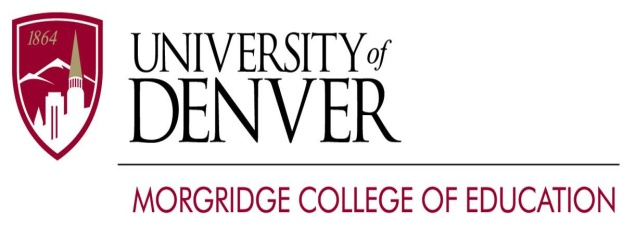 1864
UNIVERSITY of
DENVER
MORGRIDGE COLLEGE OF EDUCATION